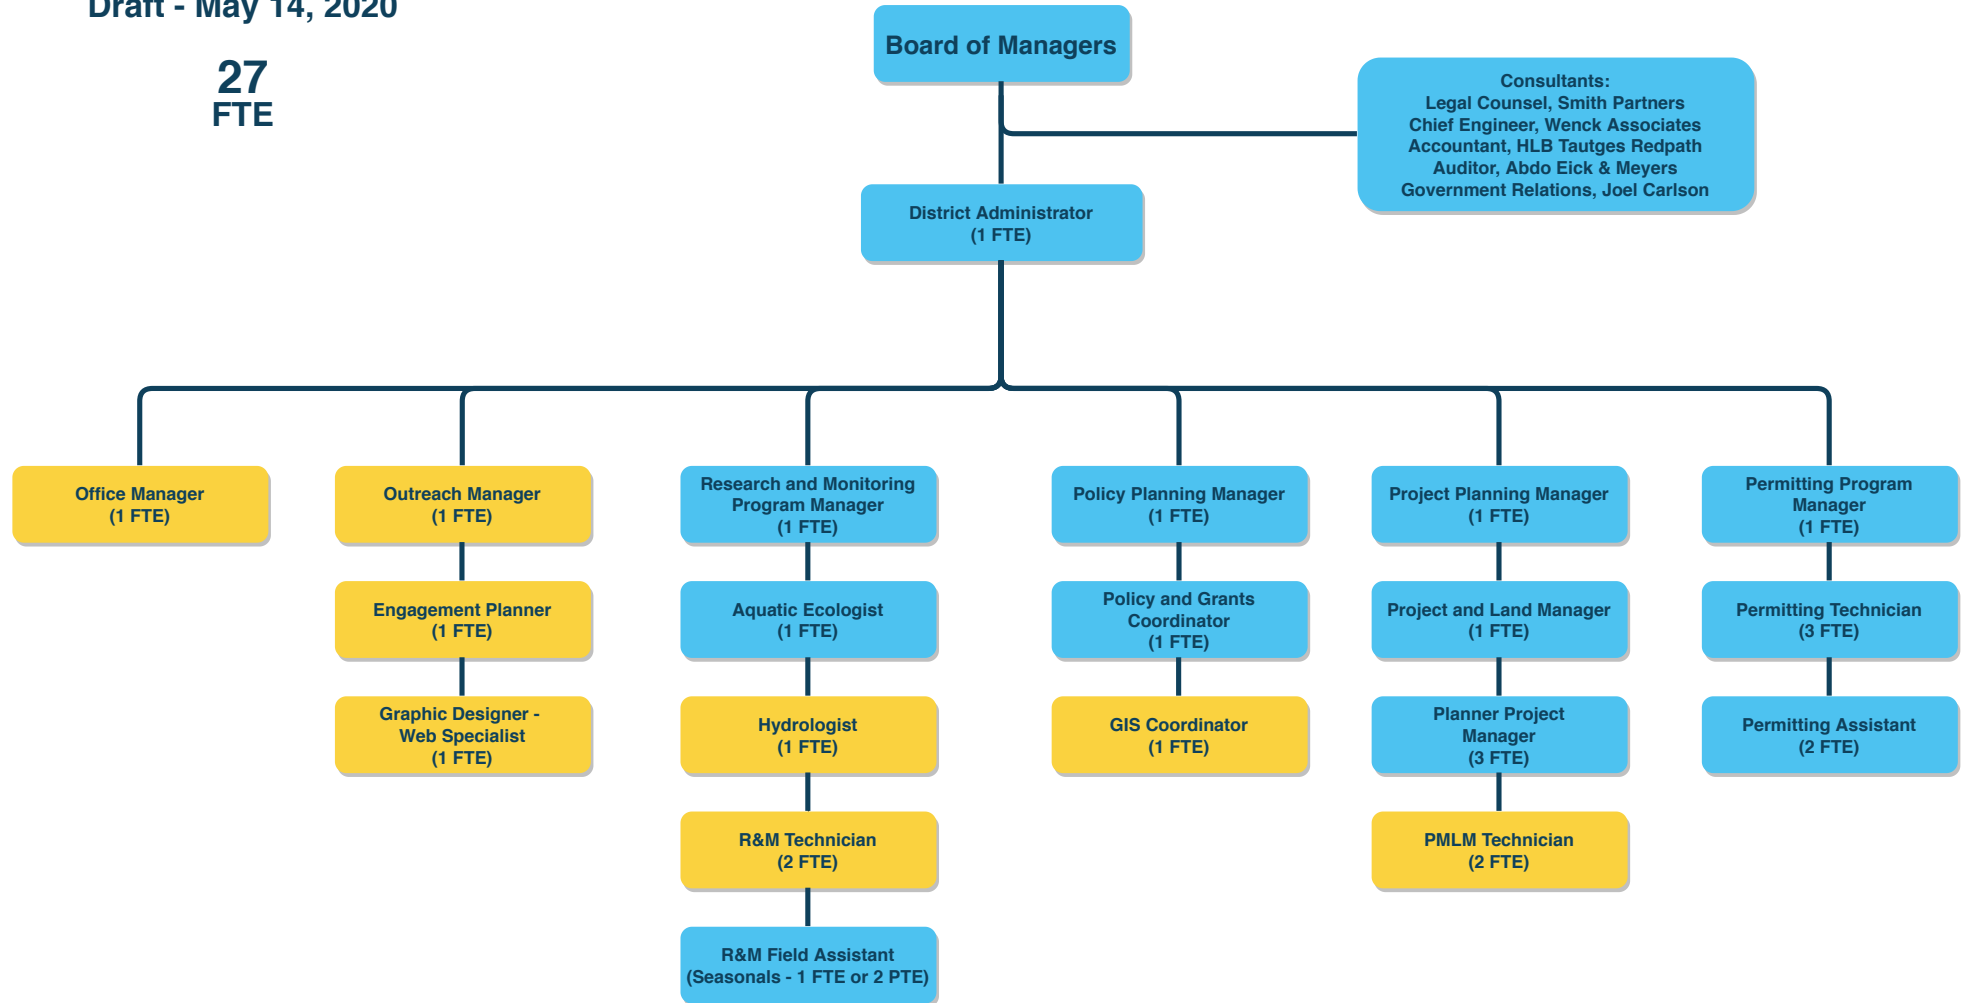 Draft - May 14, 2020
27
FTE
Board of Managers
Consultants:
Legal Counsel, Smith Partners
Chief Engineer, Wenck Associates
Accountant, HLB Tautges Redpath
Auditor, Abdo Eick & Meyers
Government Relations, Joel Carlson
District Administrator
(1 FTE)
Office Manager
(1 FTE)
Outreach Manager
(1 FTE)
Engagement Planner
(1 FTE)
Graphic Designer -
Web Specialist
(1 FTE)
Research and Monitoring
Program Manager
(1 FTE)
Aquatic Ecologist
(1 FTE)
Hydrologist
(1 FTE)
R&M Technician
(2 FTE)
R&M Field Assistant
(Seasonals - 1 FTE or 2 PTE)
Policy Planning Manager
(1 FTE)
Policy and Grants
Coordinator
(1 FTE)
GIS Coordinator
(1 FTE)
Project Planning Manager
(1 FTE)
Project and Land Manager
(1 FTE)
Planner Project
Manager
(3 FTE)
PMLM Technician
(2 FTE)
Permitting Program
Manager
(1 FTE)
Permitting Technician
(3 FTE)
Permitting Assistant
(2 FTE)